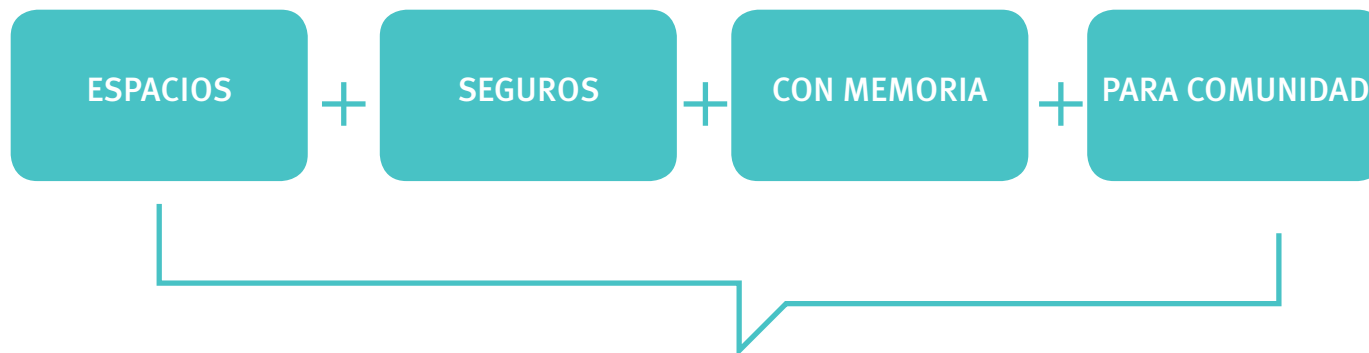 ESPACIOS + SEGUROS + CON MEMORIA + PARA COMUNIDAD